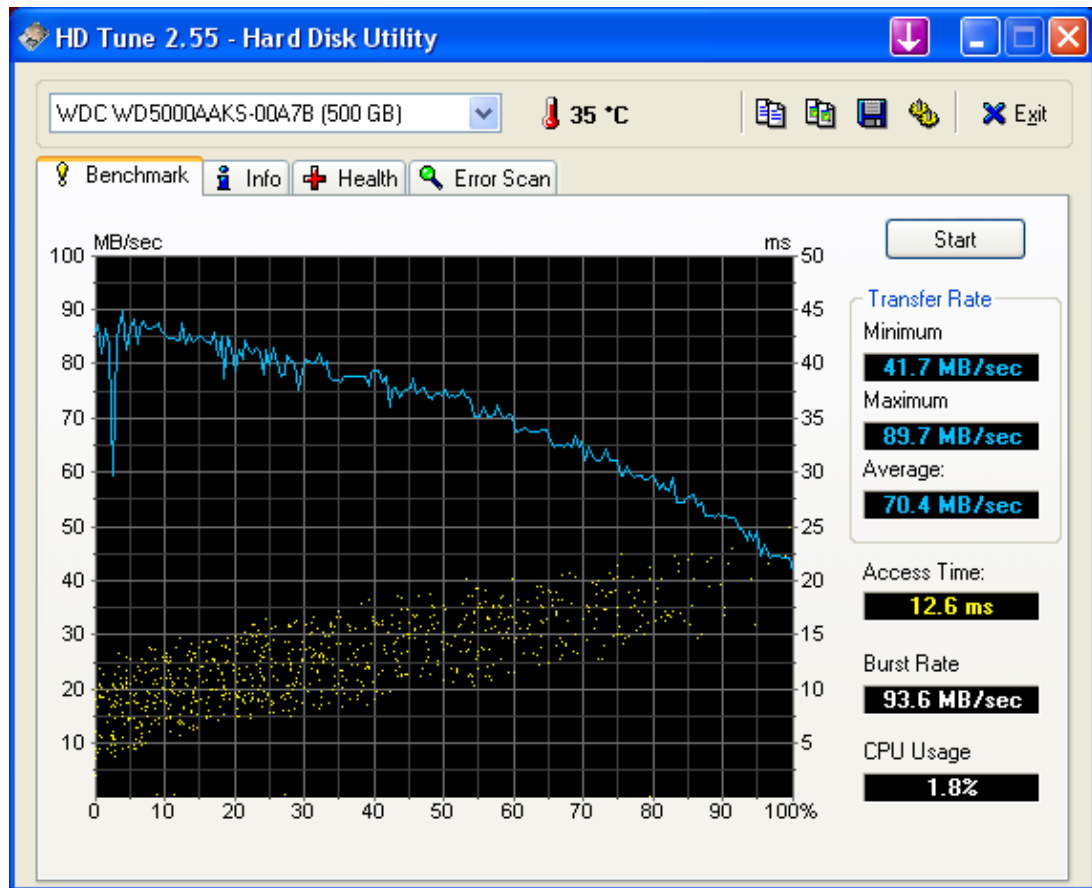 HD Tune 2.55 - Hard Disk Utility
WDC WD5000AAKS-00A7B (500 GB)
35 °C
Exit
Benchmark Info Health Error Scan
MB/sec ms
100 50
90 45
80 40
70 35
60 30
50 25
40 20
30 15
20 10
10 5
0 10 20 30 40 50 60 70 80 90 100%
Start
Transfer Rate
Minimum
41.7 MB/sec
Maximum
89.7 MB/sec
Average:
70.4 MB/sec
Access Time:
12.6 ms
Burst Rate
93.6 MB/sec
CPU Usage
1.8%